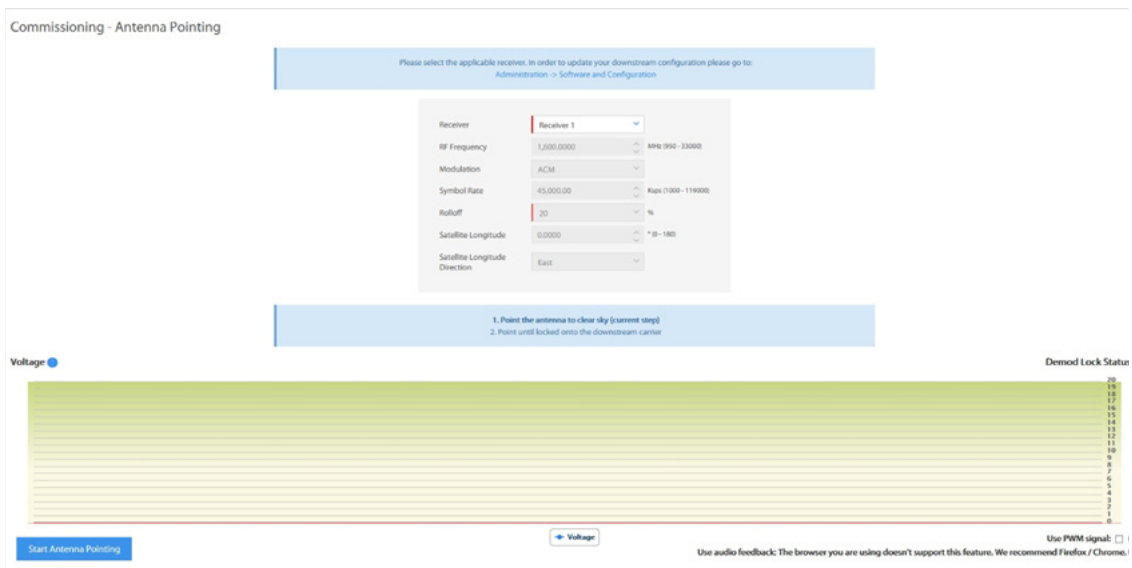 Commissioning - Antenna Pointing
Please select the applicable receiver, in order to update your downstream configuration please go to:
Administration -> Software and Configuration
Receiver Receiver 1
RF Frequency 1,600.0000 MHz (950 - 33000)
Modulation ACM
Symbol Rate 45,000.00 Ksps (1000 - 119000)
Rolloff 20 %
Satellite Longitude 0.0000 ° (0 - 180)
Satellite Longitude
Direction East
1. Point the antenna to clear sky (current step)
2. Point until locked onto the downstream carrier
Voltage Demod Lock Status
20
19
18
17
16
15
14
13
12
11
10
9
8
7
6
5
4
3
2
1
0
Voltage
Start Antenna Pointing
Use PWM signal:
Use audio feedback: The browser you are using doesn't support this feature. We recommend Firefox / Chrome.